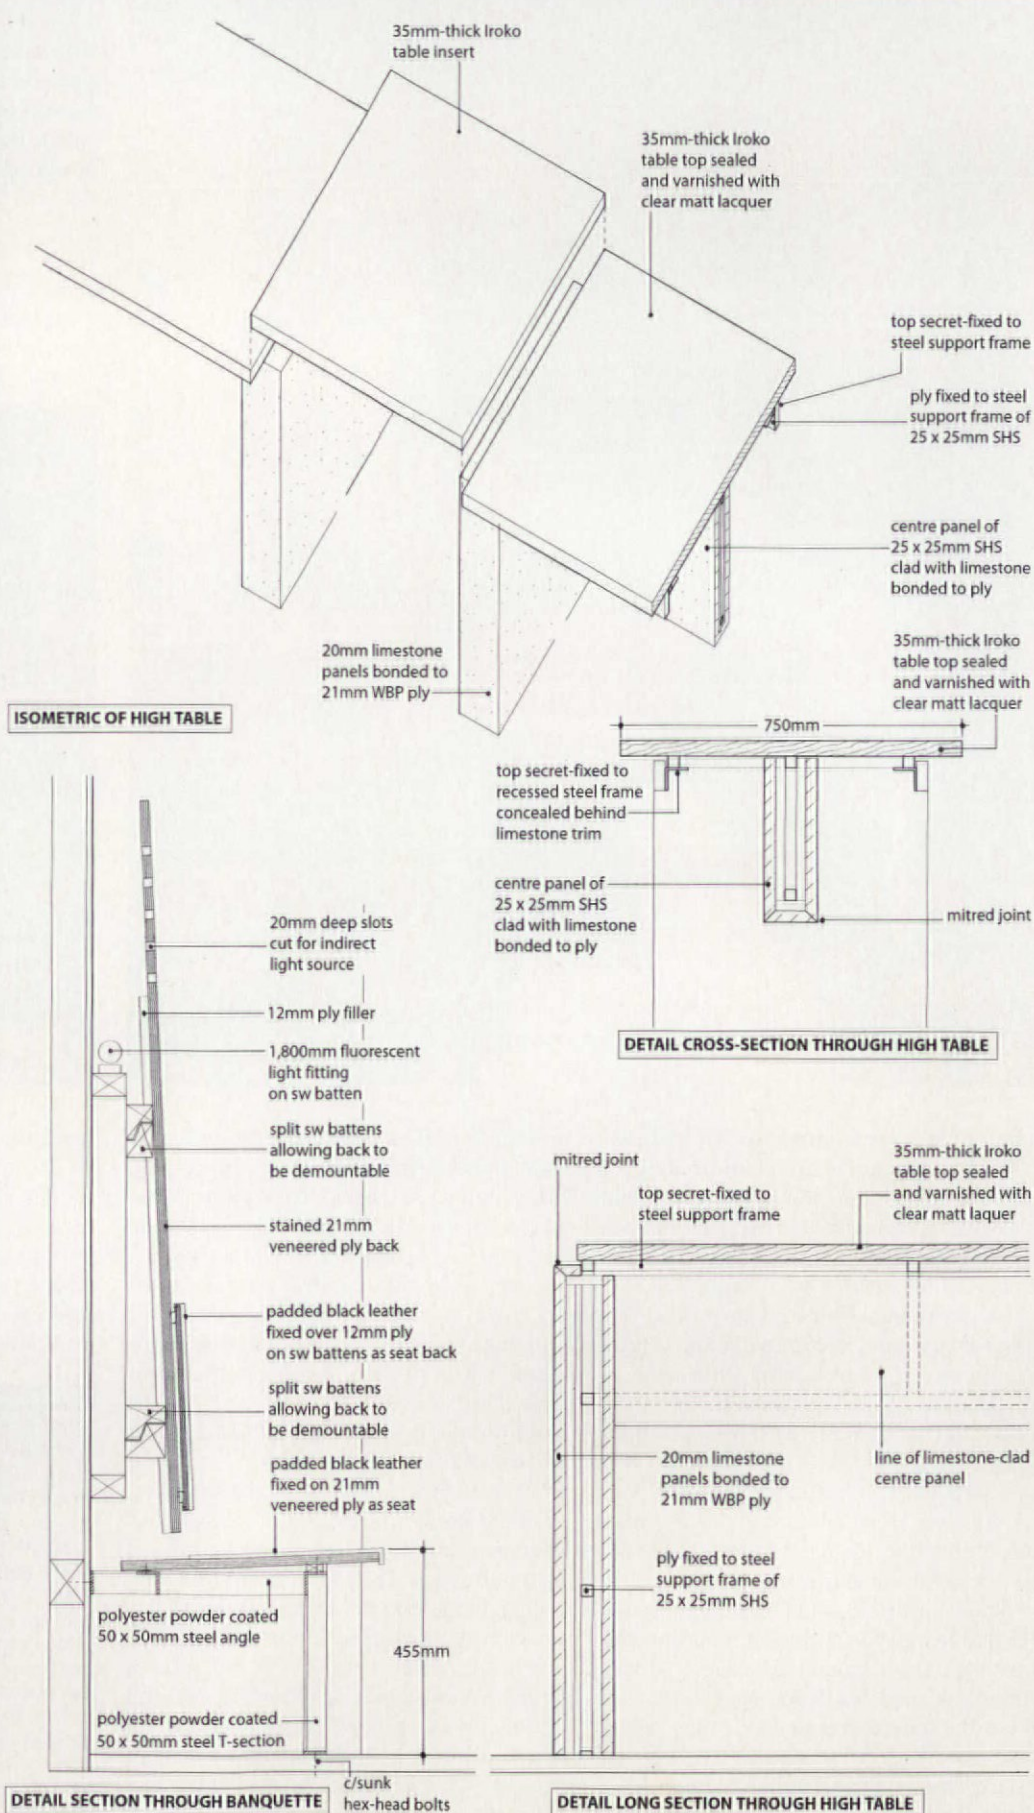 35mm-thick Iroko
table insert
35mm-thick Iroko
table top sealed
and varnished with
clear matt lacquer
top secret-fixed to
steel support frame
ply fixed to steel
support frame of
25 x 25mm SHS
centre panel of
25 x 25mm SHS
clad with limestone
bonded to ply
20mm limestone
panels bonded to
21mm WBP ply
ISOMETRIC OF HIGH TABLE
35mm-thick Iroko
table top sealed
and varnished with
clear matt lacquer
750mm
top secret-fixed to
recessed steel frame
concealed behind
limestone trim
centre panel of
25 x 25mm SHS
clad with limestone
bonded to ply
mitred joint
DETAIL CROSS-SECTION THROUGH HIGH TABLE
20mm deep slots
cut for indirect
light source
12mm ply filler
1,800mm fluorescent
light fitting
on sw batten
split sw battens
allowing back to
be demountable
stained 21mm
veneered ply back
padded black leather
fixed over 12mm ply
on sw battens as seat back
split sw battens
allowing back to
be demountable
padded black leather
fixed on 21mm
veneered ply as seat
polyester powder coated
50 x 50mm steel angle
455mm
polyester powder coated
50 x 50mm steel T-section
c/sunk
hex-head bolts
DETAIL SECTION THROUGH BANQUETTE
mitred joint
top secret-fixed to
steel support frame
35mm-thick Iroko
table top sealed
and varnished with
clear matt laquer
20mm limestone
panels bonded to
21mm WBP ply
line of limestone-clad
centre panel
ply fixed to steel
support frame of
25 x 25mm SHS
DETAIL LONG SECTION THROUGH HIGH TABLE